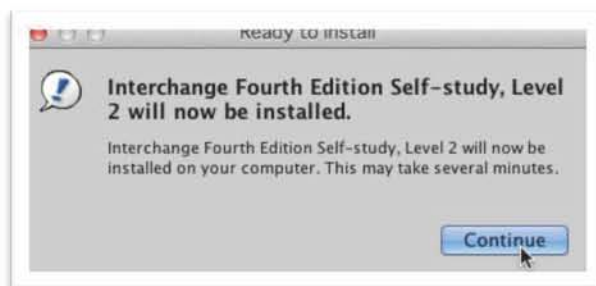 Ready to Install
Interchange Fourth Edition Self-study, Level
2 will now be installed.
Interchange Fourth Edition Self-study, Level 2 will now be
installed on your computer. This may take several minutes.
Continue